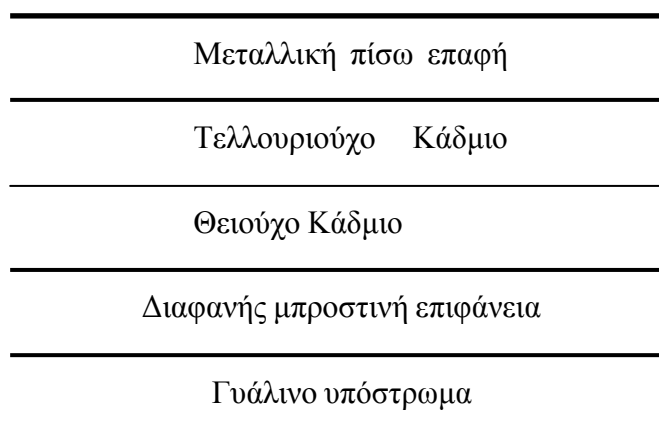 Μεταλλική πίσω επαφή
Τελλουριούχο Κάδμιο
Θειούχο Κάδμιο
Διαφανής μπροστινή επιφάνεια
Γυάλινο υπόστρωμα